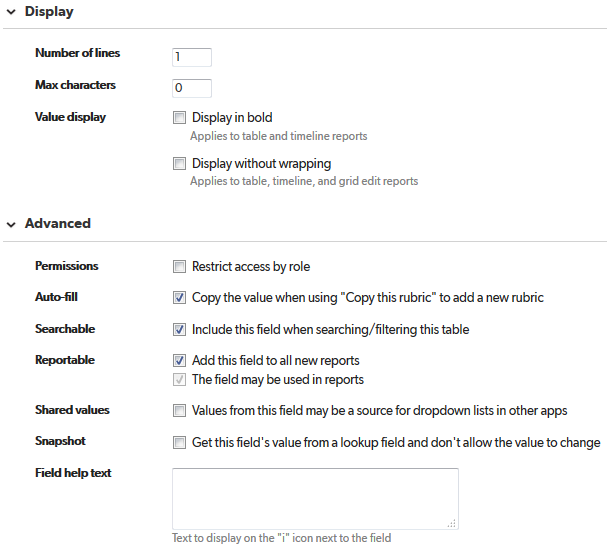 Display
Number of lines 1
Max characters 0
Value display Display in bold
Applies to table and timeline reports
Display without wrapping
Applies to table, timeline, and grid edit reports
Advanced
Permissions Restrict access by role
Auto-fill Copy the value when using "Copy this rubric" to add a new rubric
Searchable Include this field when searching/filtering this table
Reportable Add this field to all new reports
The field may be used in reports
Shared values Values from this field may be a source for dropdown lists in other apps
Snapshot Get this field's value from a lookup field and don't allow the value to change
Field help text
Text to display on the "i" icon next to the field